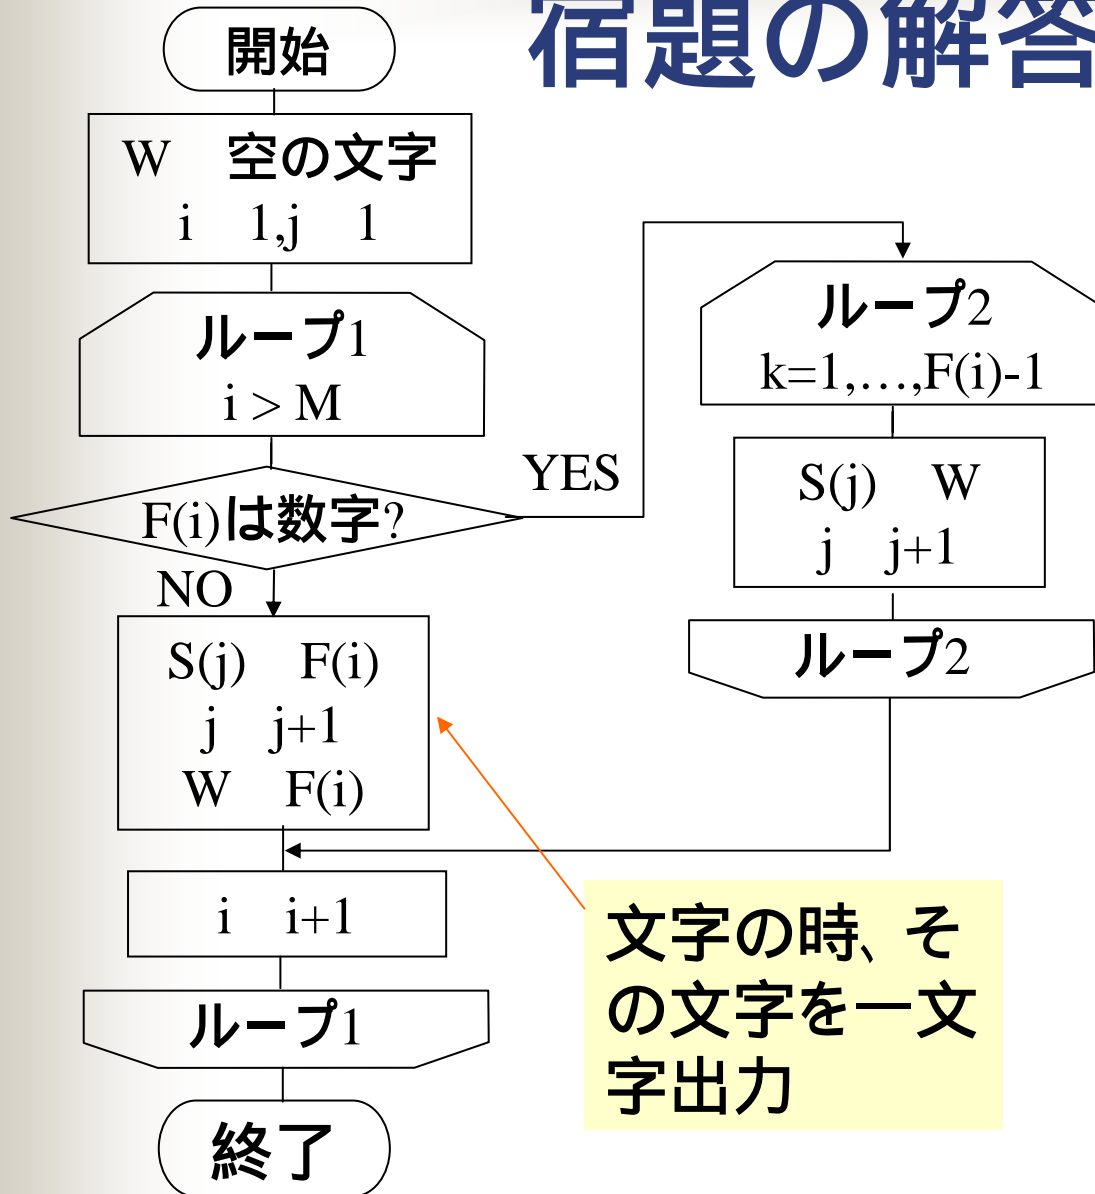 宿題の解答
開始
W 空の文字
i 1,j 1
ループ1
i > M
F(i)は数字?
YES
NO
S(j) F(i)
j j+1
W F(i)
i i+1
ループ1
終了
ループ2
k=1,…,F(i)-1
S(j) W
j j+1
ループ2
文字の時、そ
の文字を一文
字出力